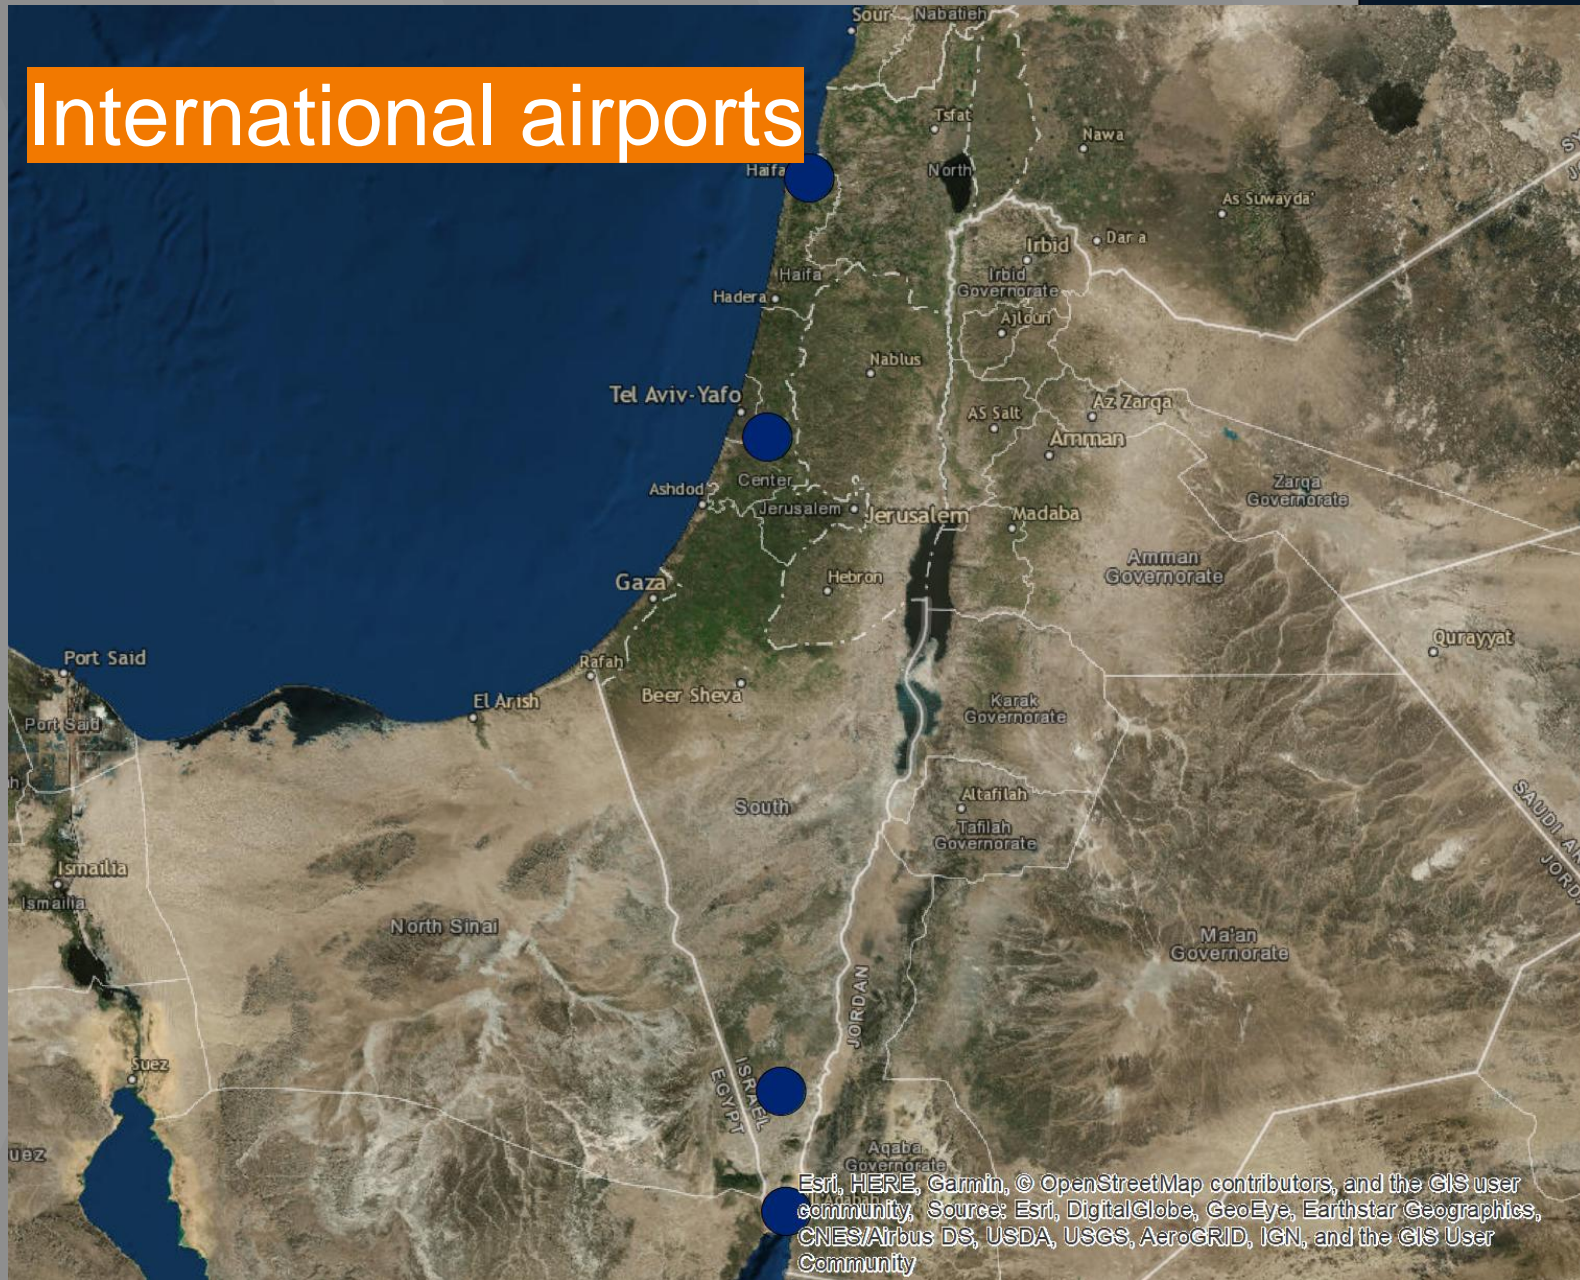 Sour
Nabatieh
International airports
Tsfat
Nawa
Haifa
North
As Suwayda'
Dar a
Irbid
Haifa
Irbid
Governorate
Hadera
Ajloun
Nablus
Tel Aviv-Yafo
Az Zarqa
AS Salt
Amman
Center
Zarqa
Governorate
Ashdod
Jerusalem
Jerusalem
Madaba
Amman
Governorate
Gaza
Hebron
Qurayyat
Port Said
Rafah
Beer Sheva
El Arish
Karak
Governorate
Port Said
South
Altafilah
Tafilah
Governorate
SAUDI
JORD
Ismailia
Ismailia
North Sinai
Ma'an
Governorate
JORDAN
Suez
ISRAEL
EGYPT
uez
Aqaba
Governorate
Esri, HERE, Garmin, © OpenStreetMap contributors, and the GIS user
community, Source: Esri, DigitalGlobe, GeoEye, Earthstar Geographics,
CNES/Airbus DS, USDA, USGS, AeroGRID, IGN, and the GIS User
Community